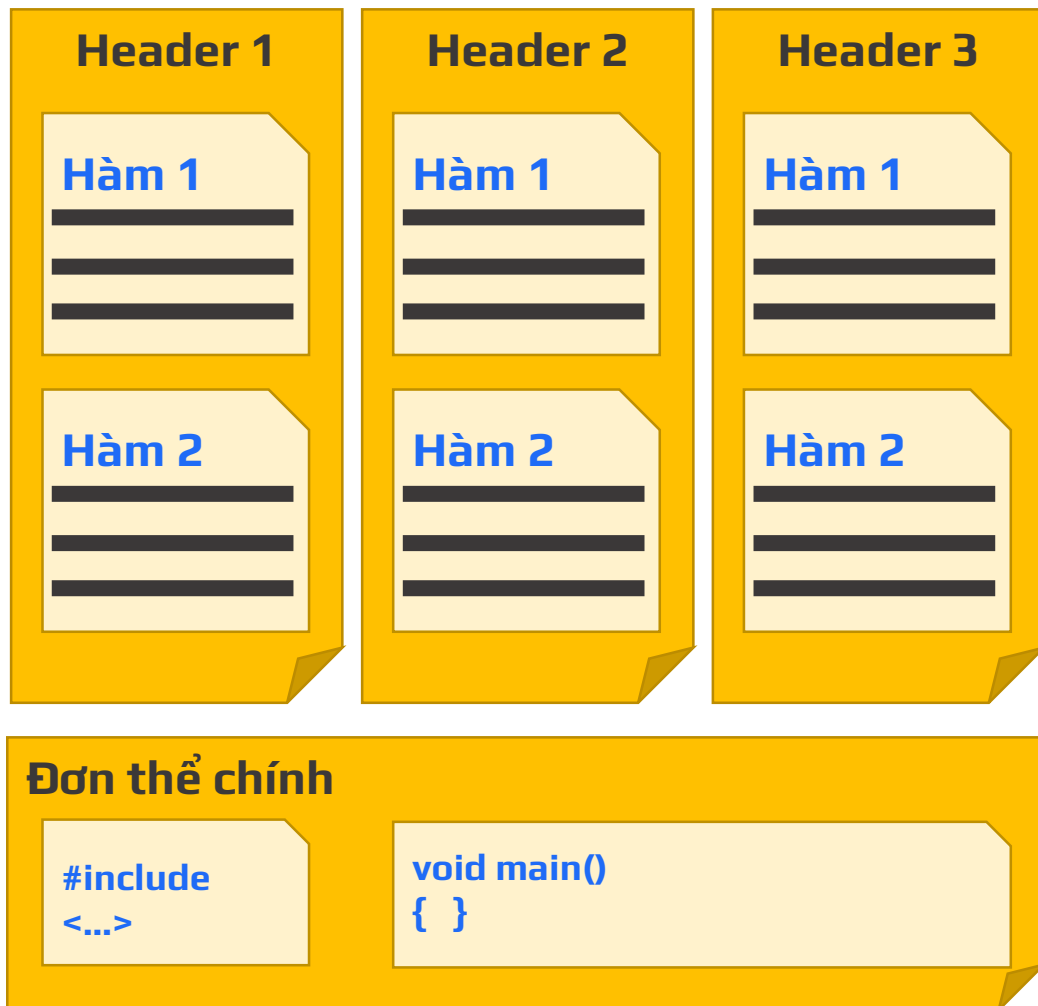 Header 1
Hàm 1
Hàm 2
Header 2
Hàm 1
Hàm 2
Header 3
Hàm 1
Hàm 2
Đơn thể chính
#include
<...>
void main()
{ }